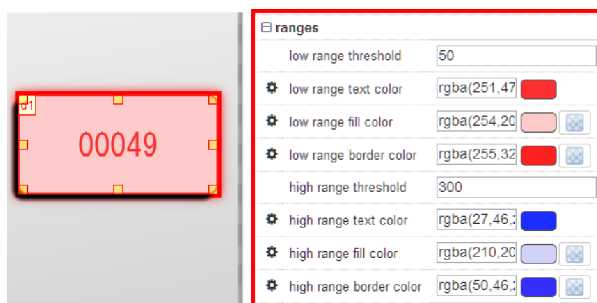 00049
ranges
low range threshold 50
low range text color rgba(251,47
low range fill color rgba(254,20
low range border color rgba(255,32
high range threshold 300
high range text color rgba(27,46,2
high range fill color rgba(210,20
high range border color rgba(50,46,2